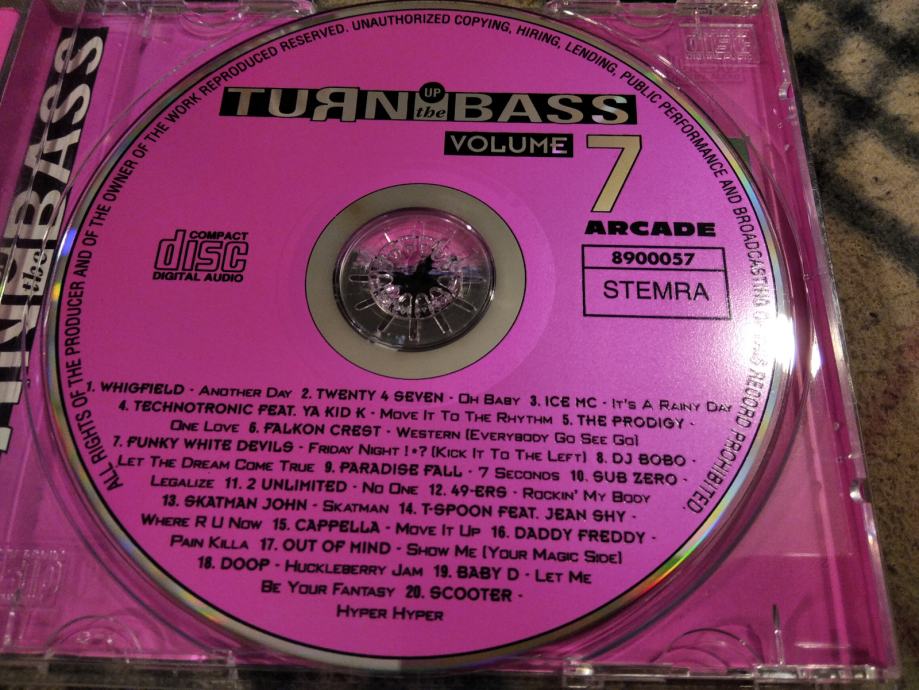 TURN UP the BASS
VOLUME 7
ARCADE
8900057
STEMRA
COMPACT
disc
DIGITAL AUDIO
1. WHIGFIELD - ANOTHER DAY 2. TWENTY 4 SEVEN - OH BABY 3. ICE MC - IT'S A RAINY DAY
4. TECHNOTRONIC FEAT. YA KID K - MOVE IT TO THE RHYTHM 5. THE PRODIGY -
ONE LOVE 6. FALKON CREST - WESTERN (EVERYBODY GO SEE GO)
7. FUNKY WHITE DEVILS - FRIDAY NIGHT !*? (KICK IT TO THE LEFT) 8. DJ BOBO -
LET THE DREAM COME TRUE 9. PARADISE FALL - 7 SECONDS 10. SUB ZERO -
LEGALIZE 11. 2 UNLIMITED - NO ONE 12. 49-ERS - ROCKIN' MY BODY
13. SKATMAN JOHN - SKATMAN 14. T-SPOON FEAT. JEAN SHY -
WHERE R U NOW 15. CAPPELLA - MOVE IT UP 16. DADDY FREDDY -
PAIN KILLA 17. OUT OF MIND - SHOW ME (YOUR MAGIC SIDE)
18. DOOP - HUCKLEBERRY JAM 19. BABY D - LET ME
BE YOUR FANTASY 20. SCOOTER -
HYPER HYPER
ALL RIGHTS OF THE PRODUCER AND OF THE OWNER OF THE WORK REPRODUCED RESERVED. UNAUTHORIZED COPYING, HIRING, LENDING, PUBLIC PERFORMANCE AND BROADCASTING RECORD PROHIBITED.
the BASS